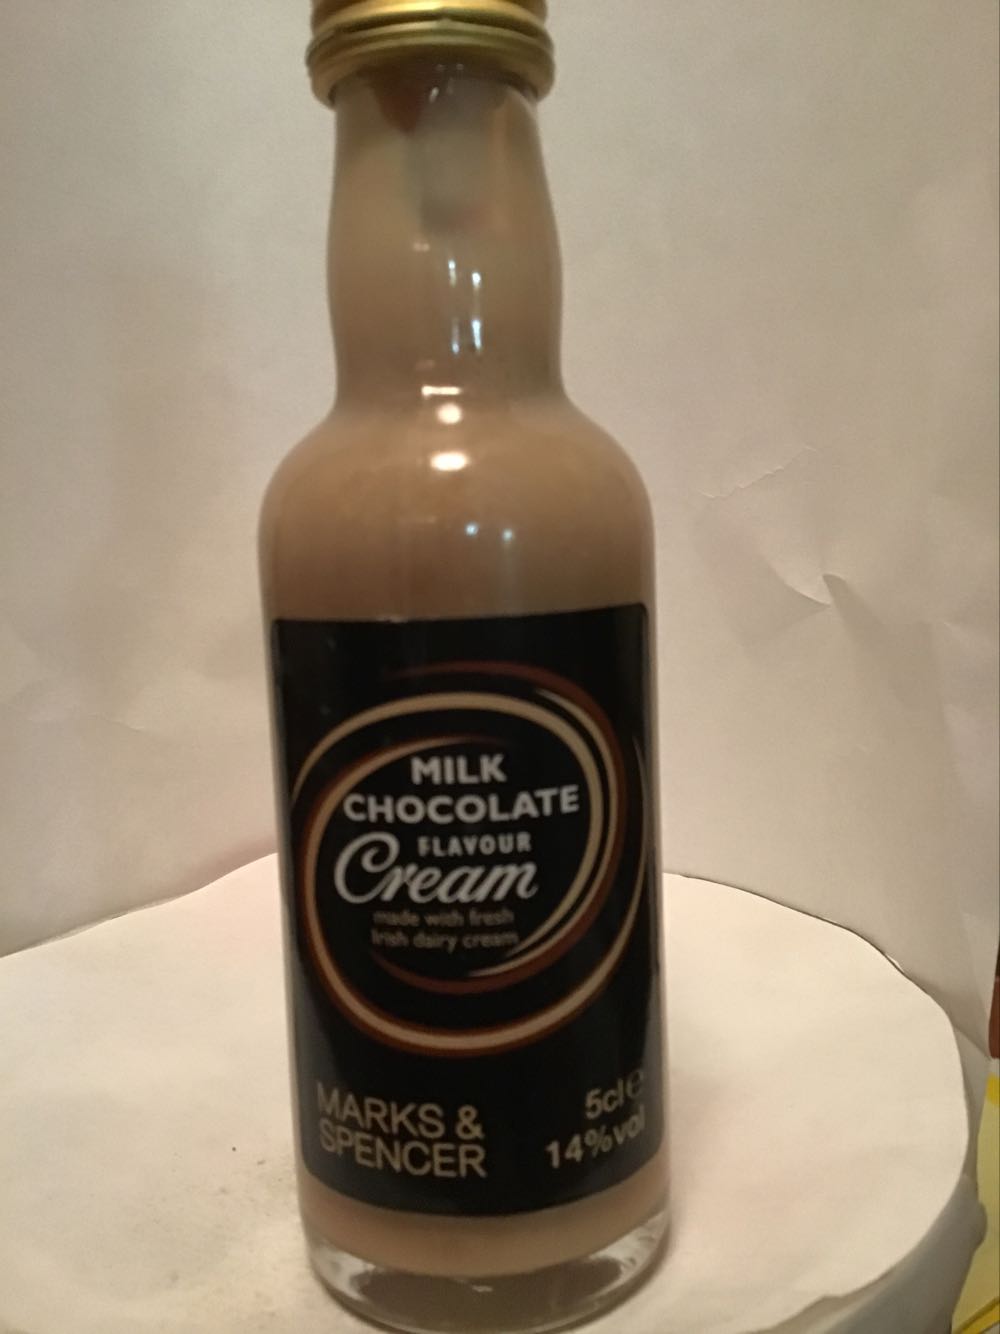 MILK
CHOCOLATE
FLAVOUR
Cream
made with fresh
Irish dairy cream
MARKS &
SPENCER
5cl e
14%vol